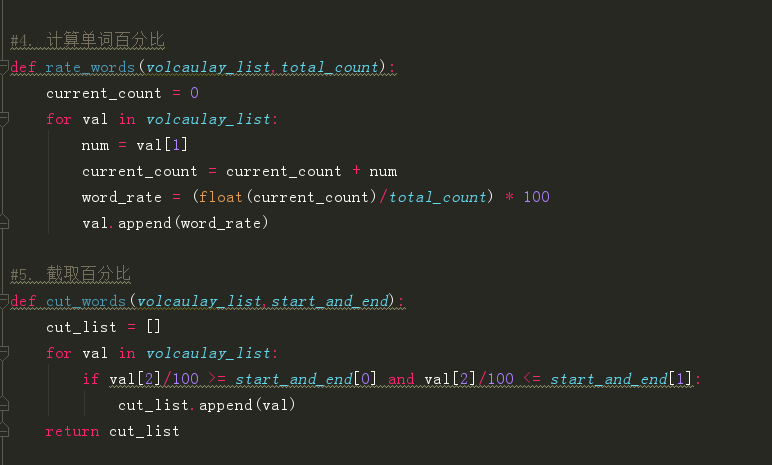 #4. 计算单词百分比
def rate_words(volcaulay_list,total_count):
    current_count = 0
    for val in volcaulay_list:
        num = val[1]
        current_count = current_count + num
        word_rate = (float(current_count)/total_count) * 100
        val.append(word_rate)
#5. 截取百分比
def cut_words(volcaulay_list,start_and_end):
    cut_list = []
    for val in volcaulay_list:
        if val[2]/100 >= start_and_end[0] and val[2]/100 <= start_and_end[1]:
            cut_list.append(val)
    return cut_list